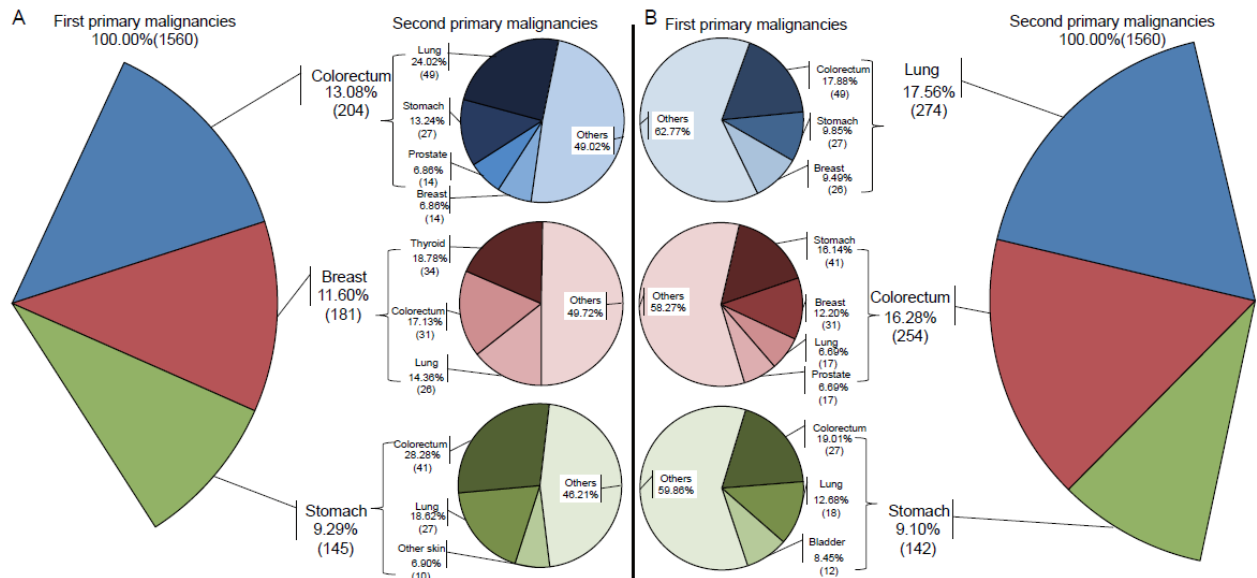 A
First primary malignancies
100.00%(1560)
Colorectum
13.08%
(204)
Breast
11.60%
(181)
Stomach
9.29%
(145)
Second primary malignancies
Lung
24.02%
(49)
Stomach
13.24%
(27)
Prostate
6.86%
(14)
Breast
6.86%
(14)
Others
49.02%
Thyroid
18.78%
(34)
Colorectum
17.13%
(31)
Lung
14.36%
(26)
Others
49.72%
Colorectum
28.28%
(41)
Lung
18.62%
(27)
Other skin
6.90%
(10)
Others
46.21%
B
First primary malignancies
Others
62.77%
Colorectum
17.88%
(49)
Stomach
9.85%
(27)
Breast
9.49%
(26)
Others
58.27%
Stomach
16.14%
(41)
Breast
12.20%
(31)
Lung
6.69%
(17)
Prostate
6.69%
(17)
Others
59.86%
Colorectum
19.01%
(27)
Lung
12.68%
(18)
Bladder
8.45%
(12)
Second primary malignancies
100.00%(1560)
Lung
17.56%
(274)
Colorectum
16.28%
(254)
Stomach
9.10%
(142)